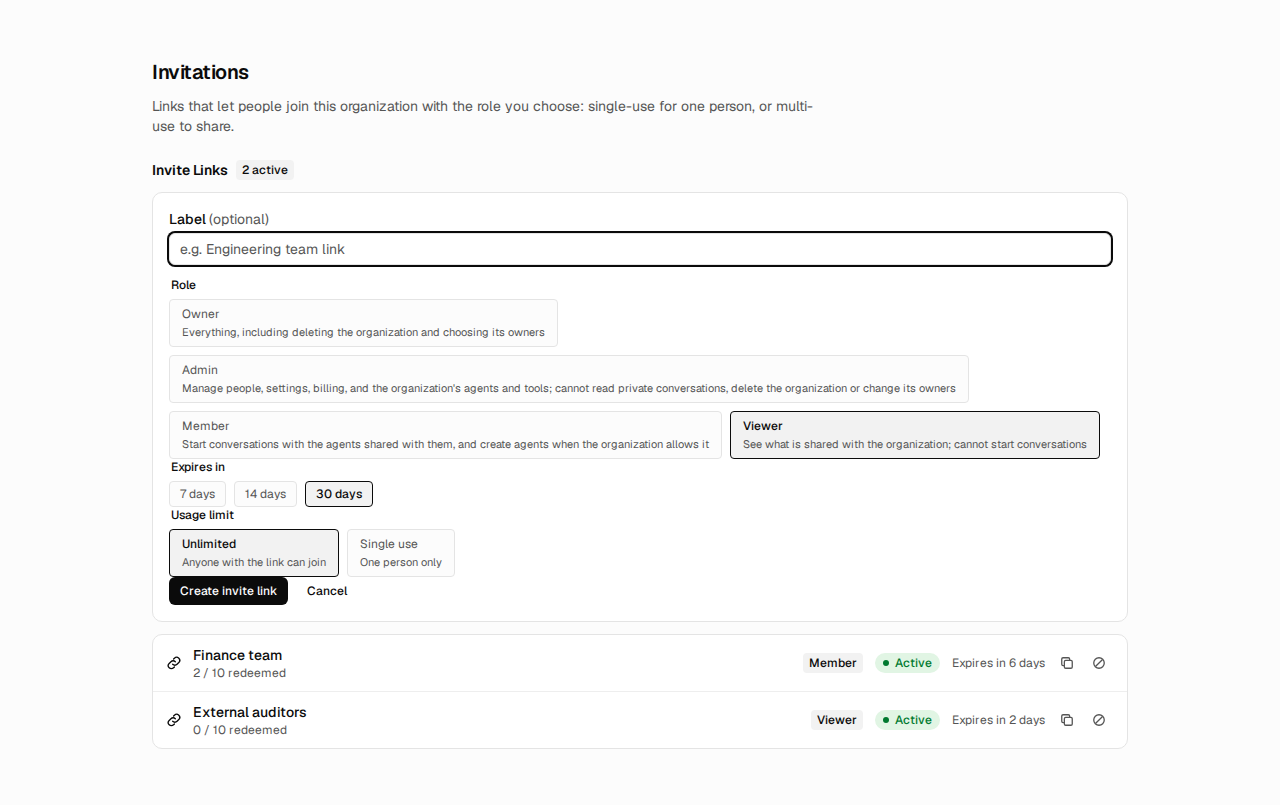 Invitations
Links that let people join this organization with the role you choose: single-use for one person, or multi-
use to share.
Invite Links 2 active
Label (optional)
e.g. Engineering team link
Role
Owner
Everything, including deleting the organization and choosing its owners
Admin
Manage people, settings, billing, and the organization's agents and tools; cannot read private conversations, delete the organization or change its owners
Member
Start conversations with the agents shared with them, and create agents when the organization allows it
Viewer
See what is shared with the organization; cannot start conversations
Expires in
7 days 14 days 30 days
Usage limit
Unlimited
Anyone with the link can join
Single use
One person only
Create invite link Cancel
Finance team
2 / 10 redeemed
Member Active Expires in 6 days
External auditors
0 / 10 redeemed
Viewer Active Expires in 2 days